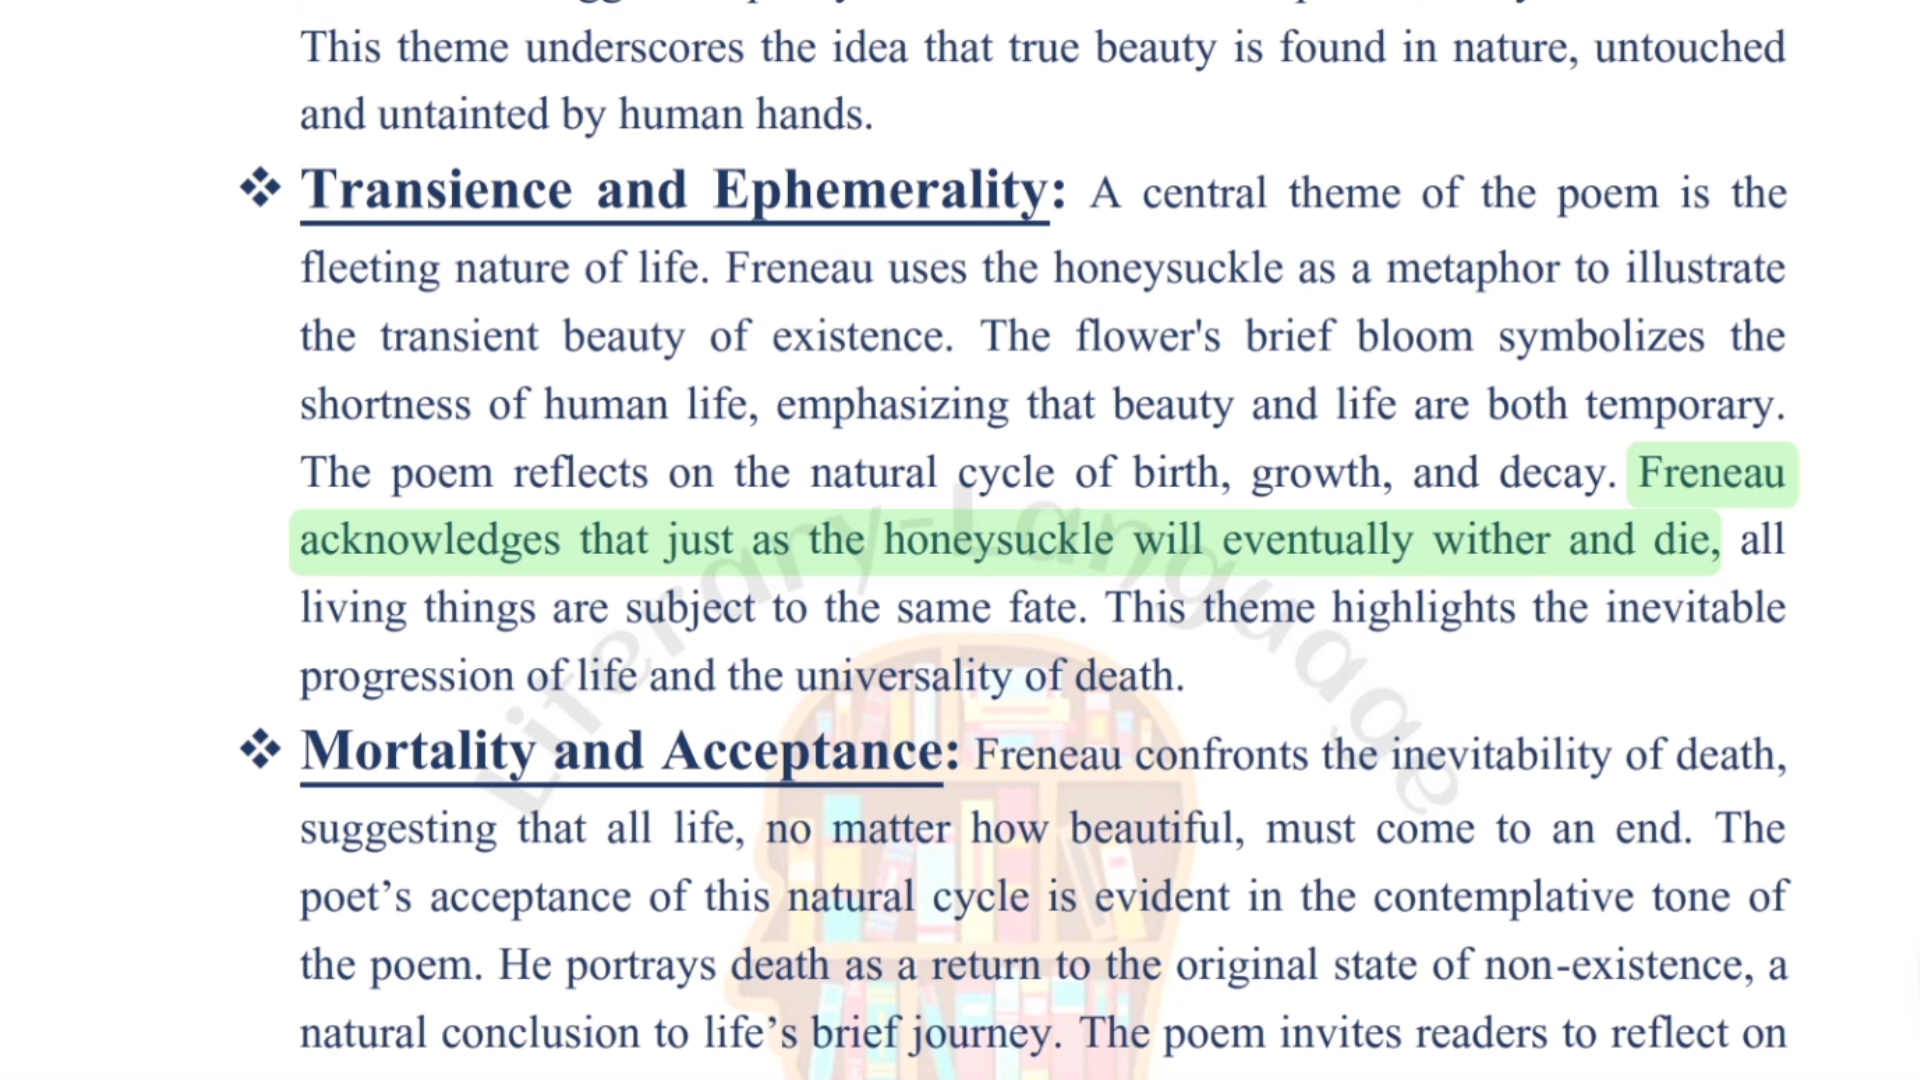 This theme underscores the idea that true beauty is found in nature, untouched
and untainted by human hands.
❖ Transience and Ephemerality: A central theme of the poem is the
fleeting nature of life. Freneau uses the honeysuckle as a metaphor to illustrate
the transient beauty of existence. The flower's brief bloom symbolizes the
shortness of human life, emphasizing that beauty and life are both temporary.
The poem reflects on the natural cycle of birth, growth, and decay. Freneau
acknowledges that just as the honeysuckle will eventually wither and die, all
living things are subject to the same fate. This theme highlights the inevitable
progression of life and the universality of death.
❖ Mortality and Acceptance: Freneau confronts the inevitability of death,
suggesting that all life, no matter how beautiful, must come to an end. The
poet’s acceptance of this natural cycle is evident in the contemplative tone of
the poem. He portrays death as a return to the original state of non-existence, a
natural conclusion to life’s brief journey. The poem invites readers to reflect on
Literary-Language